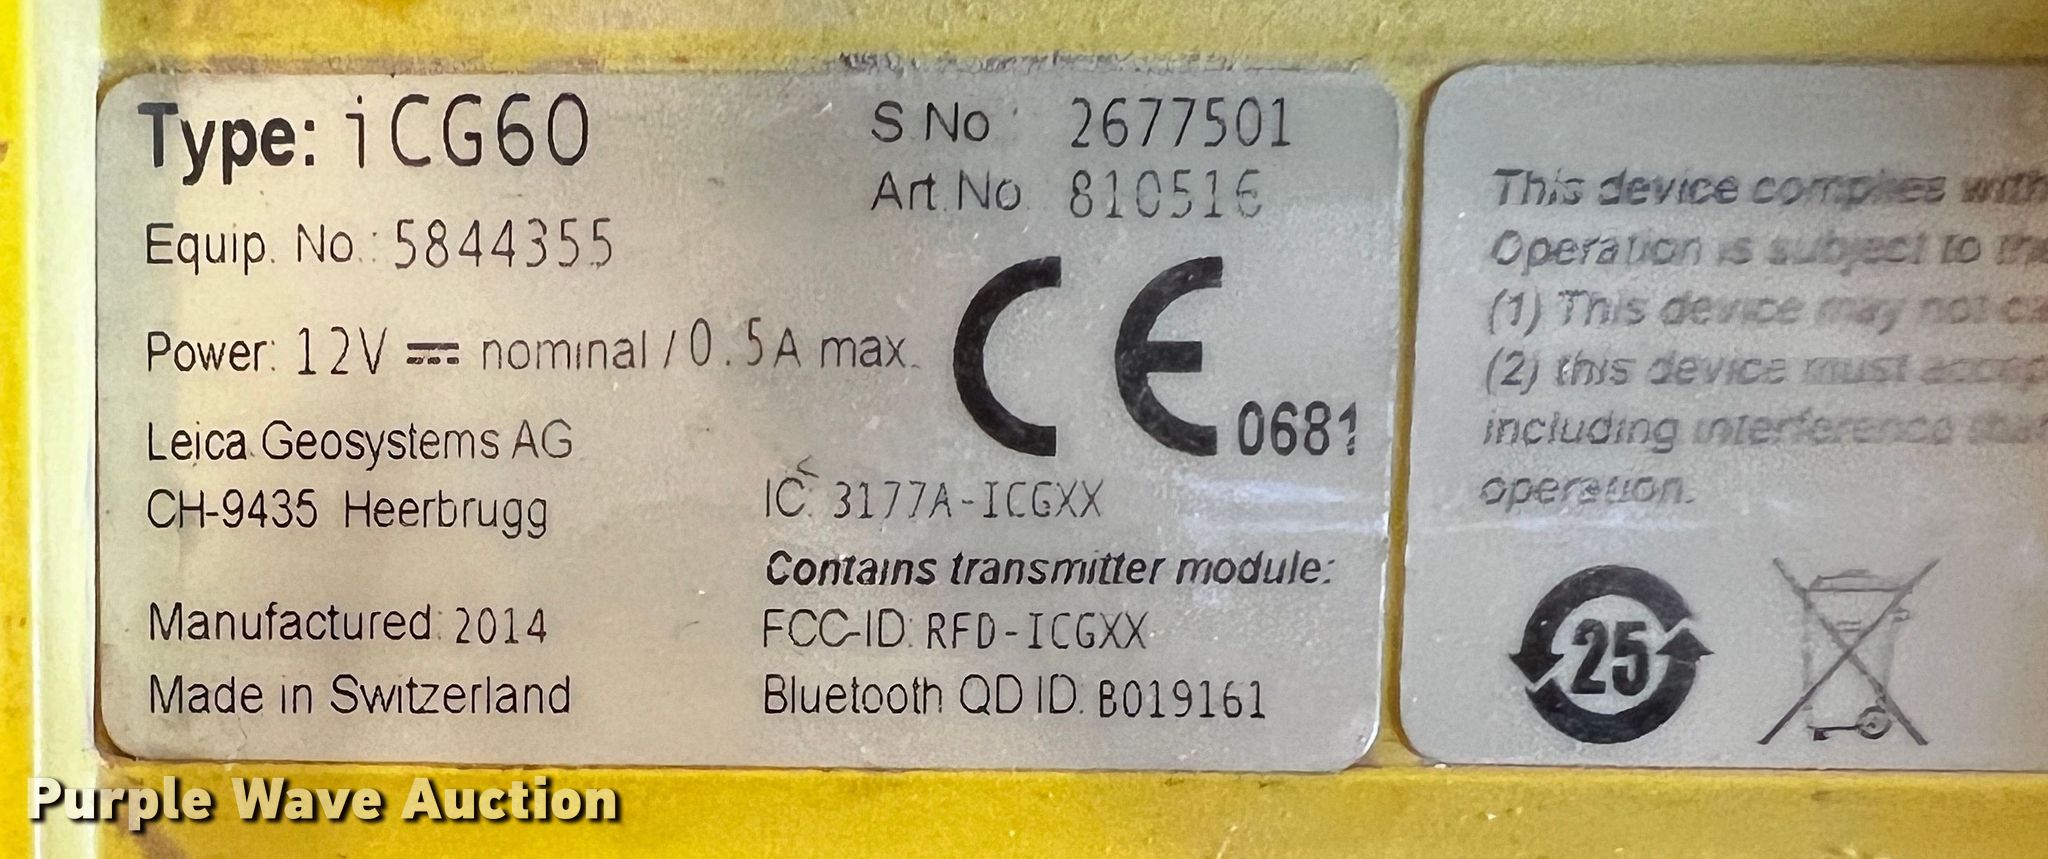 Type: iCG60
S.No.: 2677501
Art.No. 810516
Equip. No.: 5844355
Power: 12V nominal / 0.5A max.
CE 0681
Leica Geosystems AG
CH-9435 Heerbrugg
IC: 3177A-ICGXX
Contains transmitter module:
Manufactured: 2014
FCC-ID: RFD-ICGXX
Made in Switzerland
Bluetooth QD ID: B019161
This device complies with
Operation is subject to the
(1) This device may not
(2) this device must
including interference
operation.
25
Purple Wave Auction